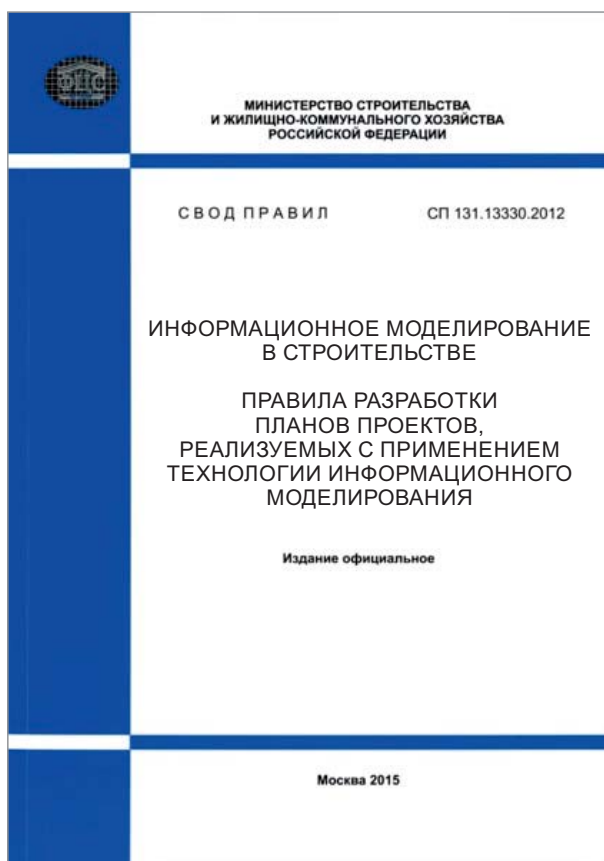 ФЦС
МИНИСТЕРСТВО СТРОИТЕЛЬСТВА
И ЖИЛИЩНО-КОММУНАЛЬНОГО ХОЗЯЙСТВА
РОССИЙСКОЙ ФЕДЕРАЦИИ
СВОД ПРАВИЛ СП 131.13330.2012
ИНФОРМАЦИОННОЕ МОДЕЛИРОВАНИЕ
В СТРОИТЕЛЬСТВЕ
ПРАВИЛА РАЗРАБОТКИ
ПЛАНОВ ПРОЕКТОВ,
РЕАЛИЗУЕМЫХ С ПРИМЕНЕНИЕМ
ТЕХНОЛОГИИ ИНФОРМАЦИОННОГО
МОДЕЛИРОВАНИЯ
Издание официальное
Москва 2015